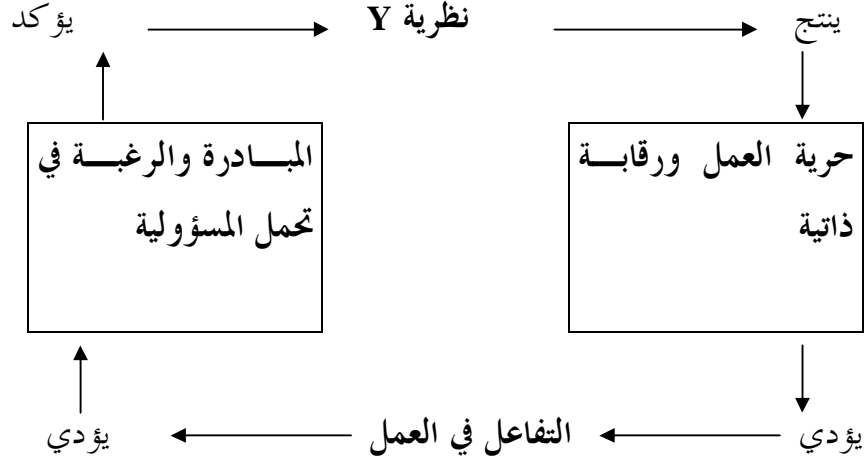 ينتج
نظرية Y
يؤكد
حرية العمل ورقابة
ذاتية
المبادرة والرغبة في
تحمل المسؤولية
يؤدي
التفاعل في العمل
يؤدي